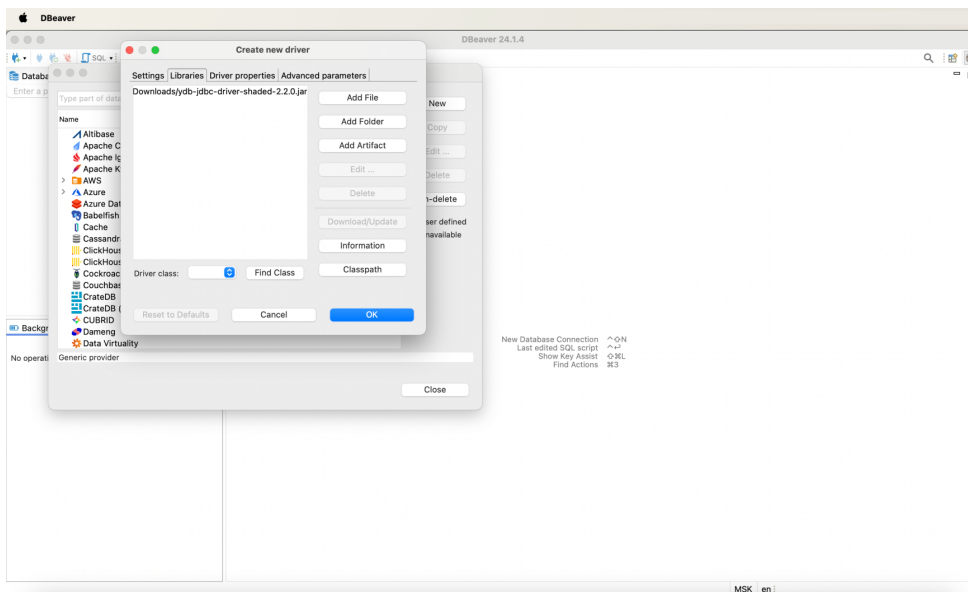 DBeaver
DBeaver 24.1.4
SQL
Create new driver
Databa
Settings Libraries Driver properties Advanced parameters
Enter a p
Type part of data
Downloads/ydb-jdbc-driver-shaded-2.2.0.jar
Add File
New
Name
Add Folder
Copy
Altibase
Apache C
Add Artifact
Edit ...
Apache Ig
Apache K
Edit ...
Delete
AWS
Azure
Delete
n-delete
Azure Dat
Babelfish
Download/Update
ser defined
Cache
Cassandr
Information
navailable
ClickHous
ClickHous
Cockroac
Driver class:
Find Class
Classpath
Couchbas
CrateDB
CrateDB (
Reset to Defaults
Cancel
OK
CUBRID
Dameng
Data Virtuality
Backgr
No operati
Generic provider
Close
New Database Connection ^⇧N
Last edited SQL script ^↩
Show Key Assist ⇧⌘L
Find Actions ⌘3
MSK en